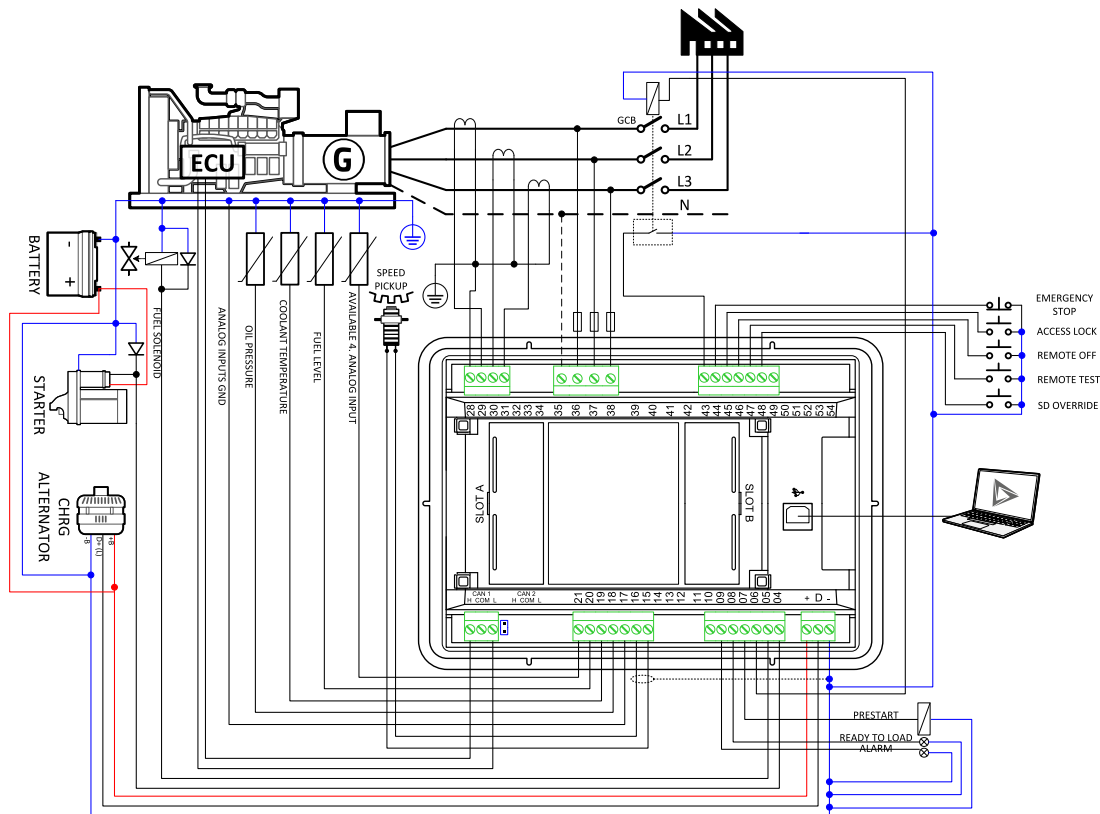 GCB
L1
L2
L3
N
ECU
G
BATTERY
-
+
STARTER
CHRG
ALTERNATOR
-B
D+ (L)
+B
FUEL SOLENOID
ANALOG INPUTS GND
OIL PRESSURE
COOLANT TEMPERATURE
FUEL LEVEL
AVAILABLE 4. ANALOG INPUT
SPEED
PICKUP
EMERGENCY
STOP
ACCESS LOCK
REMOTE OFF
REMOTE TEST
SD OVERRIDE
28 29 30 31 32 33 34 35 36 37 38 39 40 41 42 43 44 45 46 47 48 49 50 51 52 53 54
SLOT A
SLOT B
CAN 1
H COM L
CAN 2
H COM L
21 20 19 18 17 16 15 14 13 12 11 10 09 08 07 06 05 04
+ D -
PRESTART
READY TO LOAD
ALARM